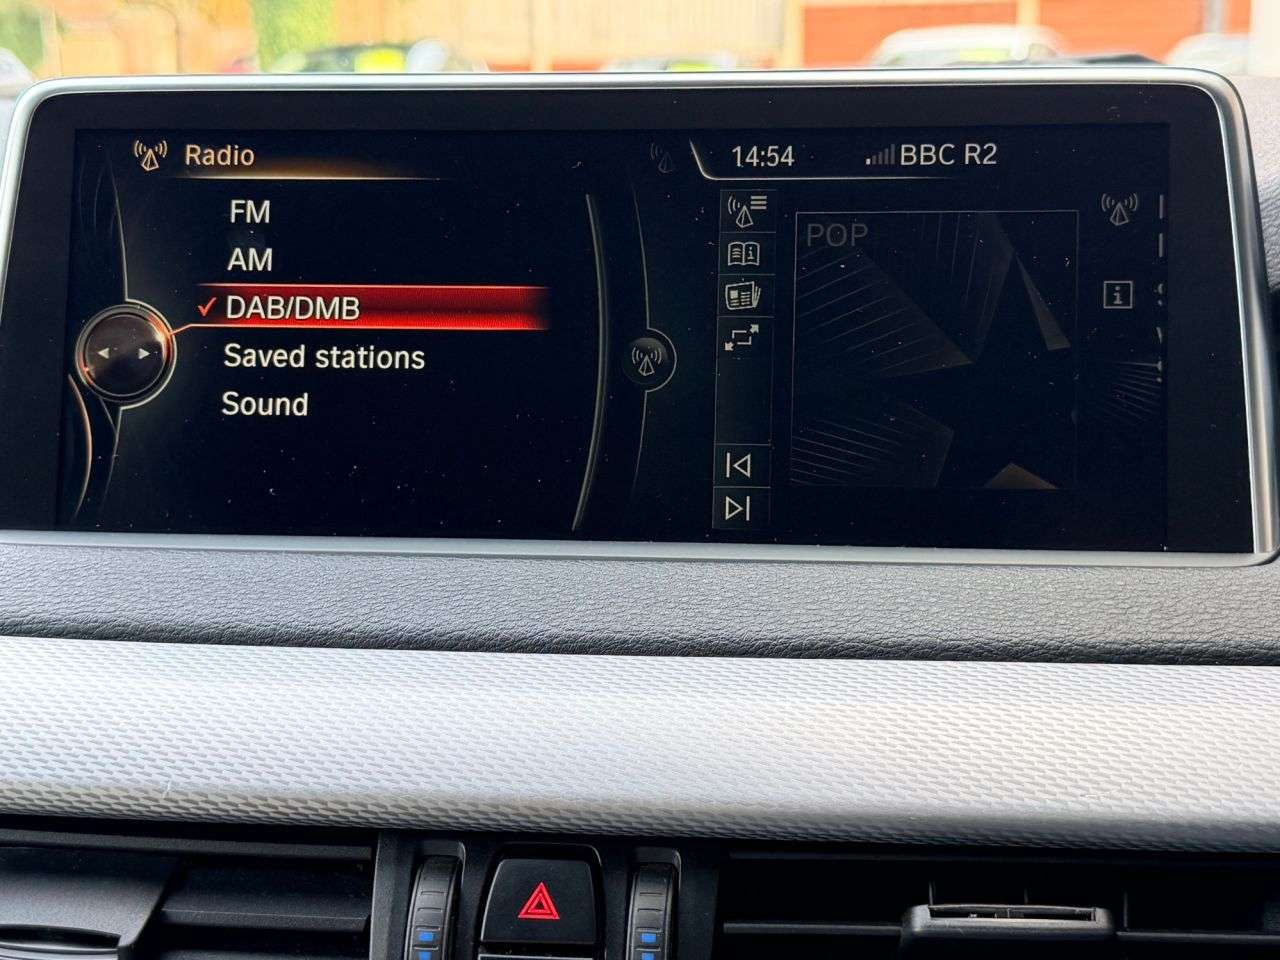 Radio
14:54 BBC R2
FM
AM
DAB/DMB
Saved stations
Sound
POP